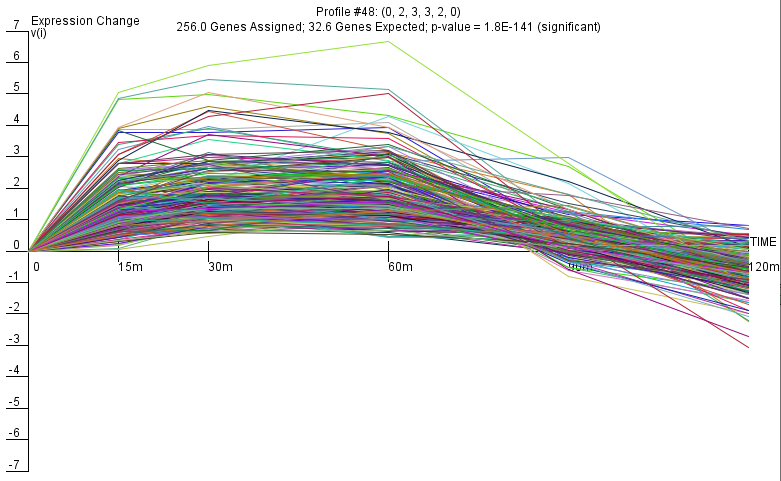 Profile #48: (0, 2, 3, 3, 2, 0)
256.0 Genes Assigned; 32.6 Genes Expected; p-value = 1.8E-141 (significant)
Expression Change
v(i)
7
6
5
4
3
2
1
0
-1
-2
-3
-4
-5
-6
-7
0
15m
30m
60m
90m
120m
TIME